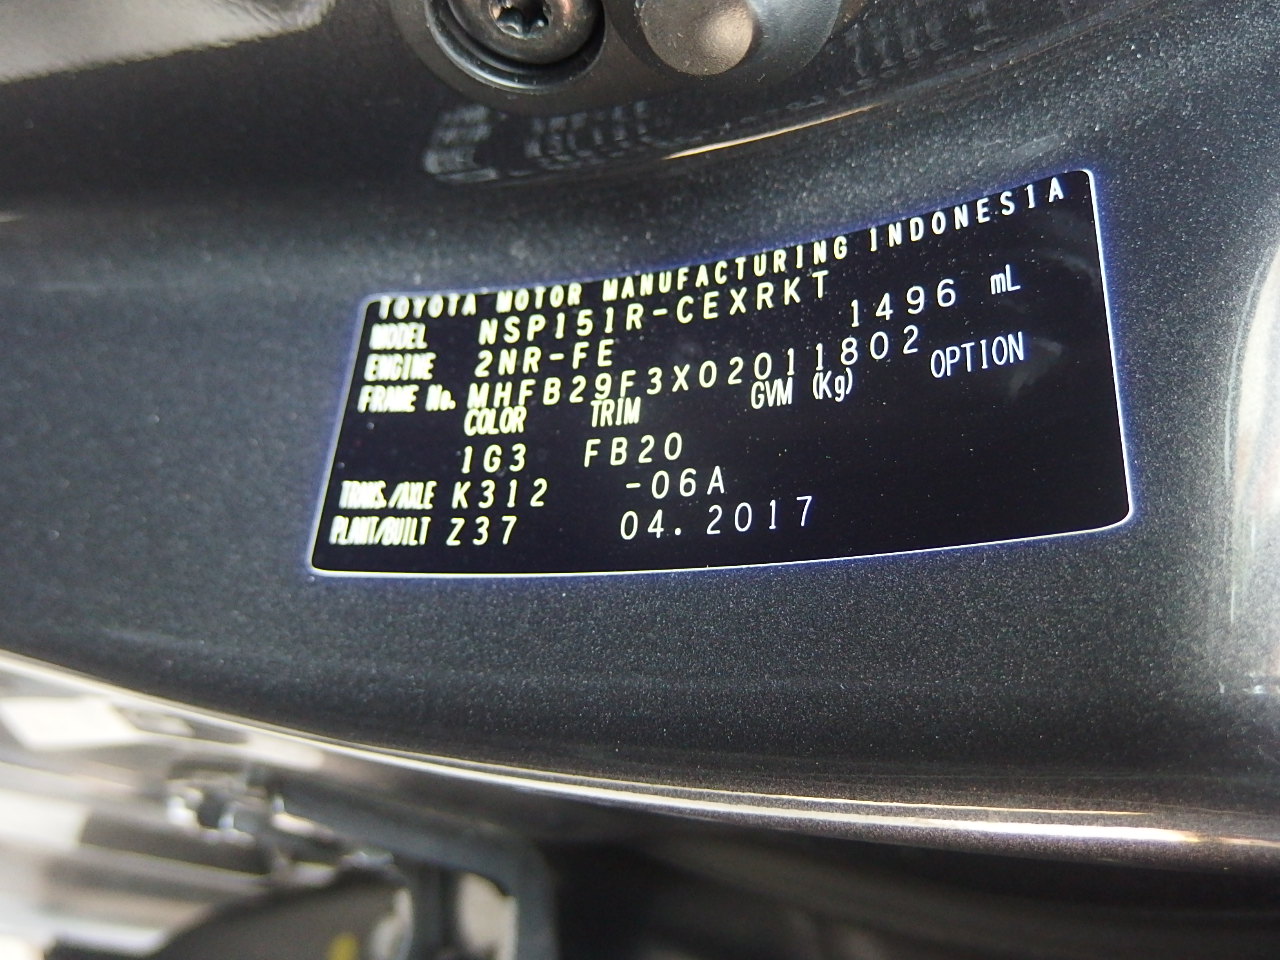 TOYOTA MOTOR MANUFACTURING INDONESIA
MODEL NSP151R-CEXRKT
ENGINE 2NR-FE 1496 mL
FRAME No. MHFB29F3X02011802
COLOR TRIM GVM (Kg) OPTION
1G3 FB20
TRANS./AXLE K312 -06A
PLANT/BUILT Z37 04.2017